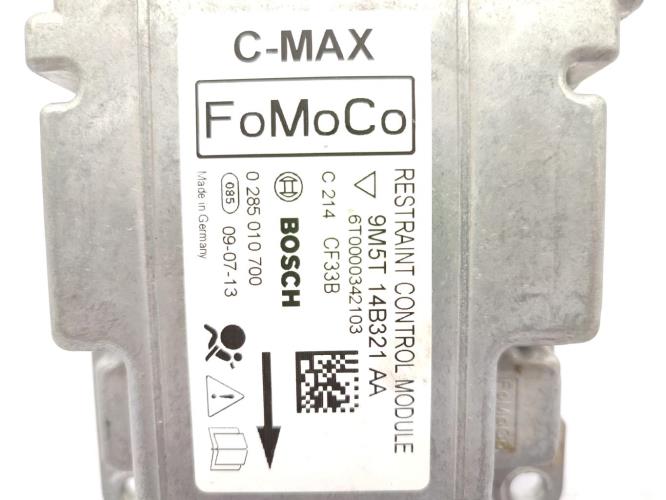 C-MAX
FoMoCo
RESTRAINT CONTROL MODULE
9M5T 14B321 AA
6T0000342103
C 214 CF33B
BOSCH
0 285 010 700
085 09-07-13
Made in Germany
FoMoCo